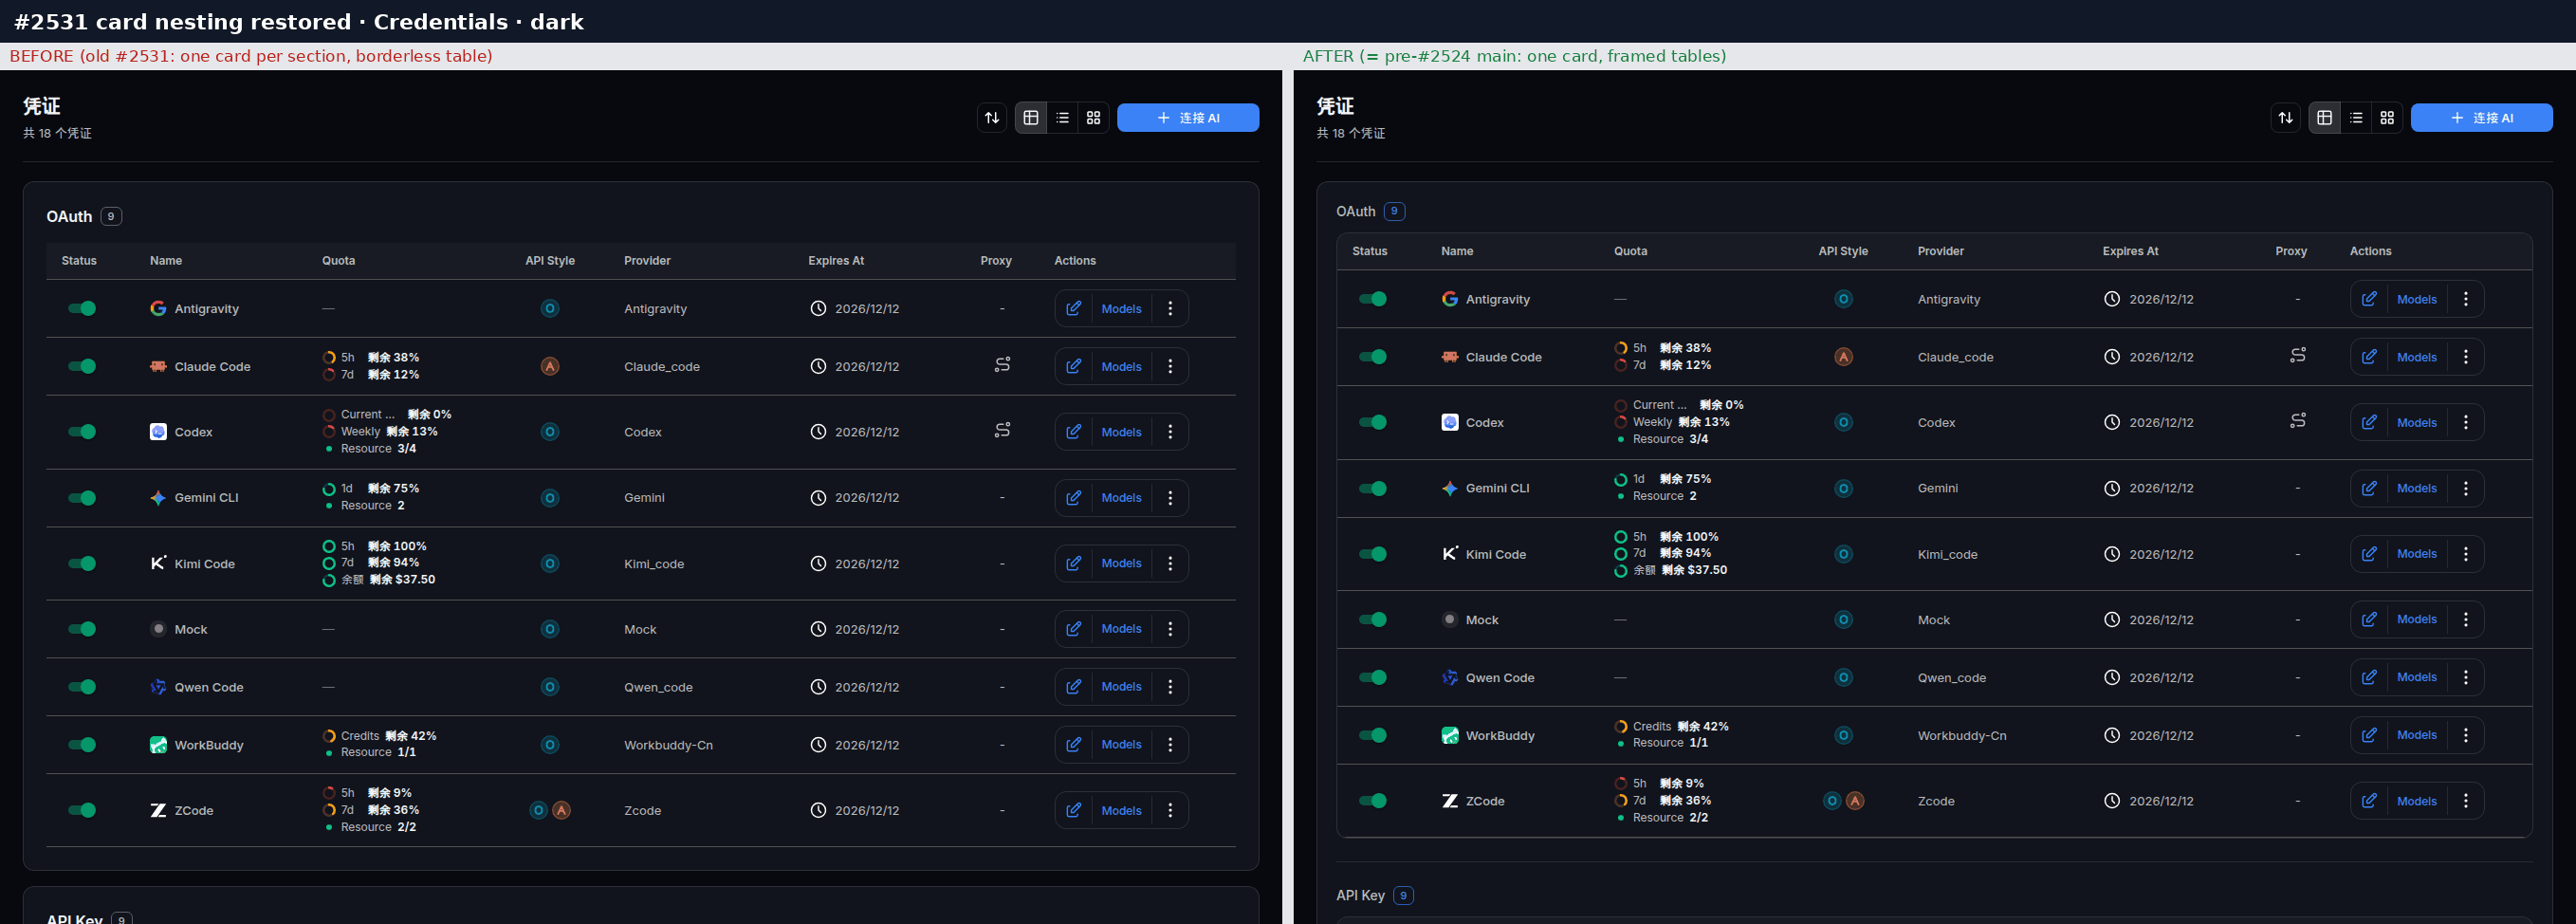 #2531 card nesting restored · Credentials · dark
BEFORE (old #2531: one card per section, borderless table)
凭证
共 18 个凭证
连接 AI
OAuth 9
Status Name Quota API Style Provider Expires At Proxy Actions
Antigravity — O Antigravity 2026/12/12 - Models
5h 剩余 38%
Claude Code A Claude_code 2026/12/12 Models
7d 剩余 12%
Current ... 剩余 0%
Codex Weekly 剩余 13% O Codex 2026/12/12 Models
Resource 3/4
1d 剩余 75%
Gemini CLI O Gemini 2026/12/12 - Models
Resource 2
5h 剩余 100%
Kimi Code 7d 剩余 94% O Kimi_code 2026/12/12 - Models
余额 剩余 $37.50
Mock — O Mock 2026/12/12 - Models
Qwen Code — O Qwen_code 2026/12/12 - Models
Credits 剩余 42%
WorkBuddy O Workbuddy-Cn 2026/12/12 - Models
Resource 1/1
5h 剩余 9%
ZCode 7d 剩余 36% O A Zcode 2026/12/12 - Models
Resource 2/2
API Key 9
AFTER (= pre-#2524 main: one card, framed tables)
凭证
共 18 个凭证
连接 AI
OAuth 9
Status Name Quota API Style Provider Expires At Proxy Actions
Antigravity — O Antigravity 2026/12/12 - Models
5h 剩余 38%
Claude Code A Claude_code 2026/12/12 Models
7d 剩余 12%
Current ... 剩余 0%
Codex Weekly 剩余 13% O Codex 2026/12/12 Models
Resource 3/4
1d 剩余 75%
Gemini CLI O Gemini 2026/12/12 - Models
Resource 2
5h 剩余 100%
Kimi Code 7d 剩余 94% O Kimi_code 2026/12/12 - Models
余额 剩余 $37.50
Mock — O Mock 2026/12/12 - Models
Qwen Code — O Qwen_code 2026/12/12 - Models
Credits 剩余 42%
WorkBuddy O Workbuddy-Cn 2026/12/12 - Models
Resource 1/1
5h 剩余 9%
ZCode 7d 剩余 36% O A Zcode 2026/12/12 - Models
Resource 2/2
API Key 9